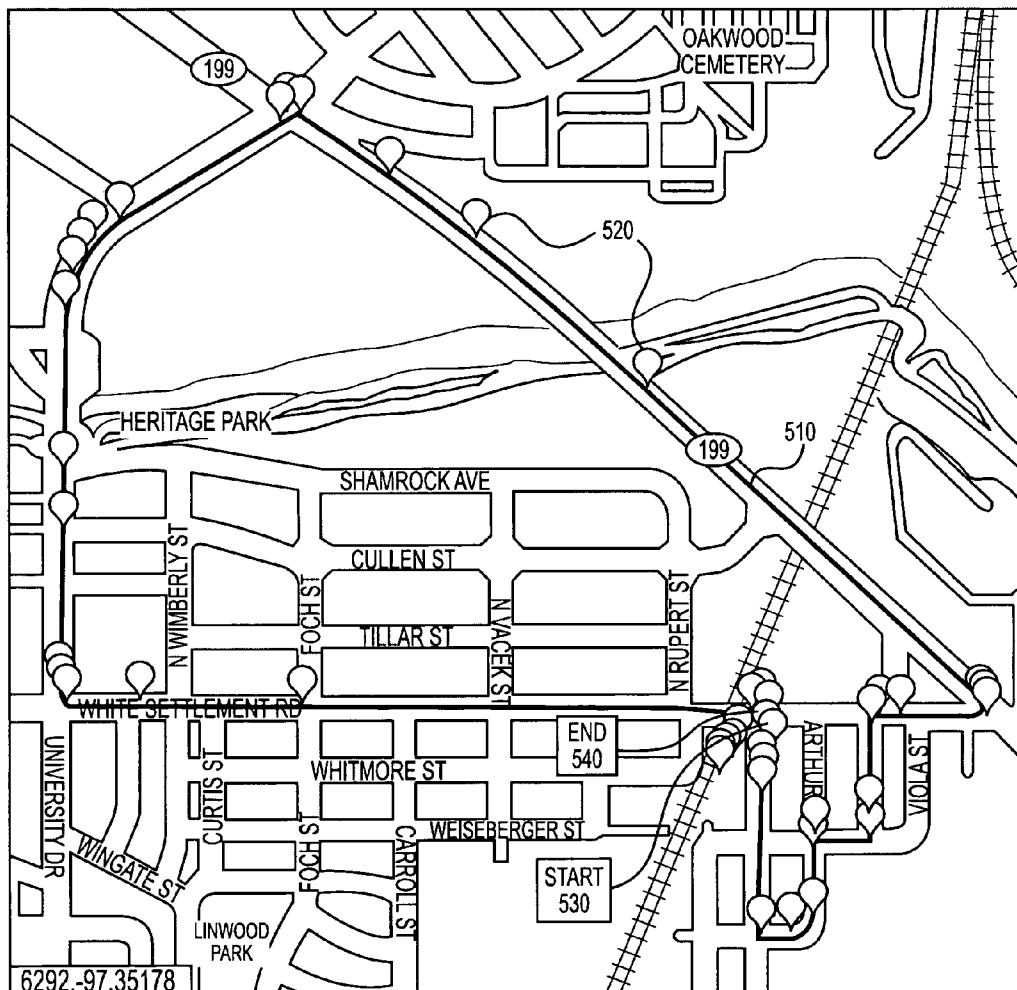 OAKWOOD
CEMETERY
199
520
HERITAGE PARK
199
510
SHAMROCK AVE
CULLEN ST
N WIMBERLY ST
FOCH ST
TILLAR ST
N VACEK ST
N RUPERT ST
WHITE SETTLEMENT RD
END
540
ARTHUR
VIOLA ST
UNIVERSITY DR
CURTIS ST
WHITMORE ST
WINGATE ST
FOCH ST
CARROLL ST
WEISEBERGER ST
START
530
LINWOOD
PARK
6292,-97.35178